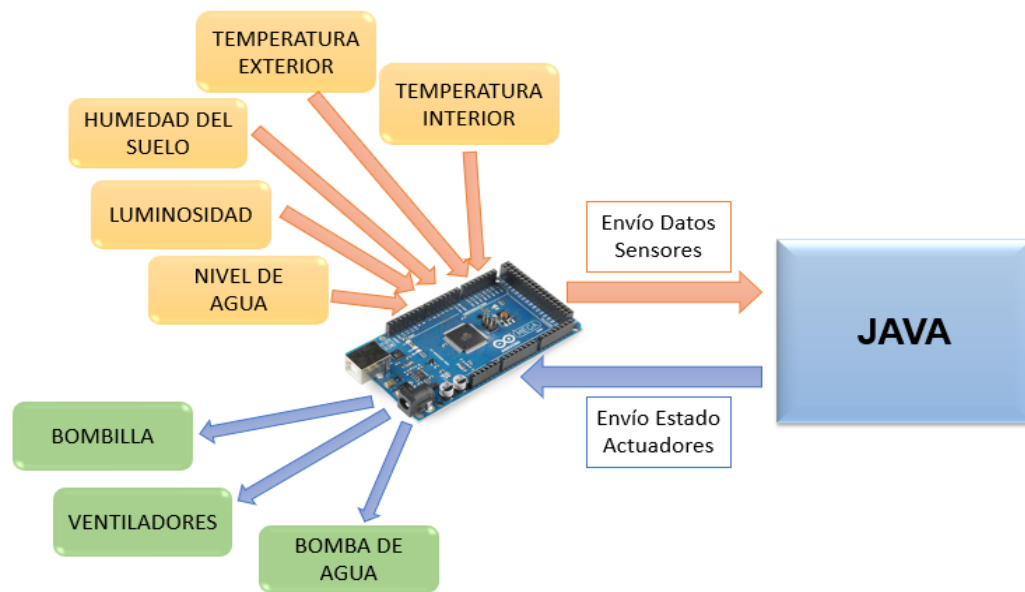 TEMPERATURA
EXTERIOR
TEMPERATURA
INTERIOR
HUMEDAD DEL
SUELO
LUMINOSIDAD
NIVEL DE
AGUA
Envío Datos
Sensores
JAVA
MEGA
Envío Estado
Actuadores
BOMBILLA
VENTILADORES
BOMBA DE
AGUA